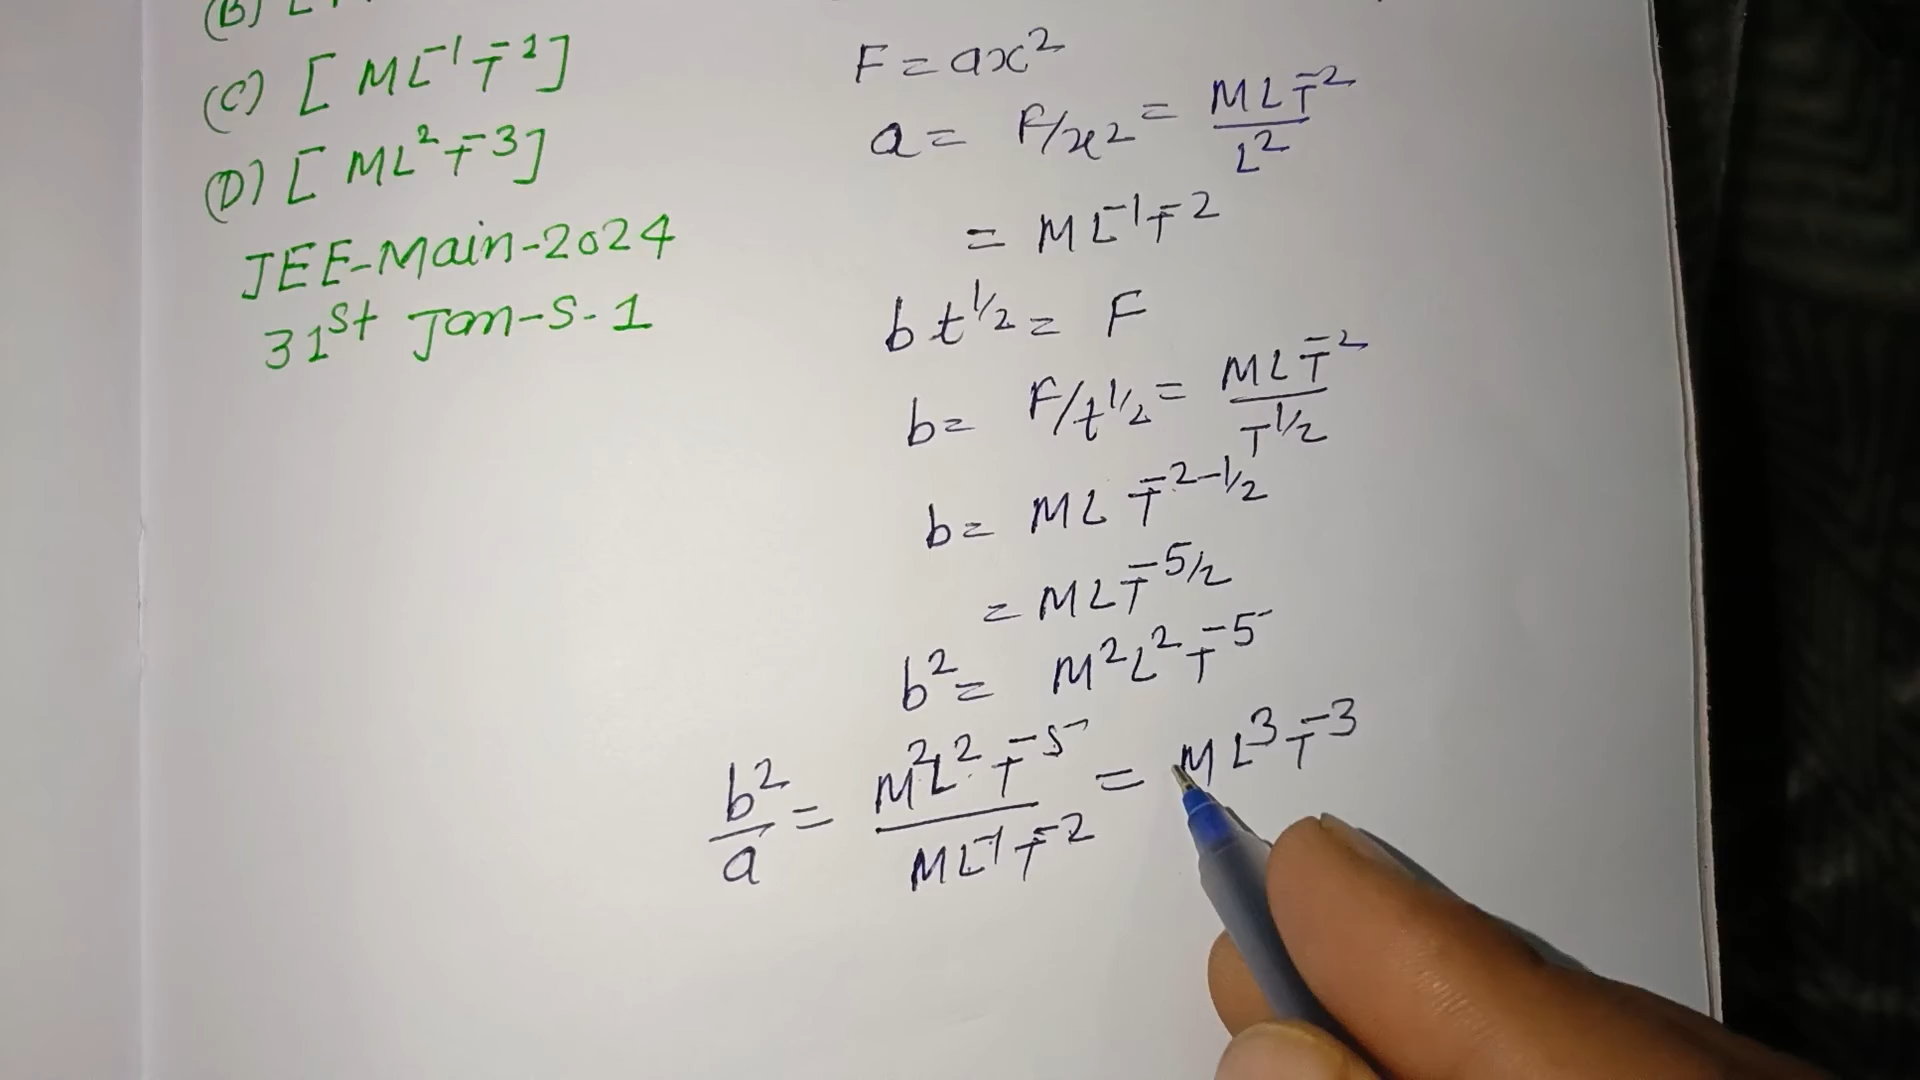 (B) [
(C) [ML⁻¹T⁻²]
(D) [ML²T⁻³]
JEE-Main-2024
31st Jan-S-1
F = ax²
a = F/x² = MLT⁻² / L²
= ML⁻¹T⁻²
bt^1/2 = F
b = F/t^1/2 = MLT⁻² / T^1/2
b = MLT^-2-1/2
= MLT^-5/2
b² = M²L²T⁻⁵
b²/a = M²L²T⁻⁵ / ML⁻¹T⁻² = ML³T⁻³